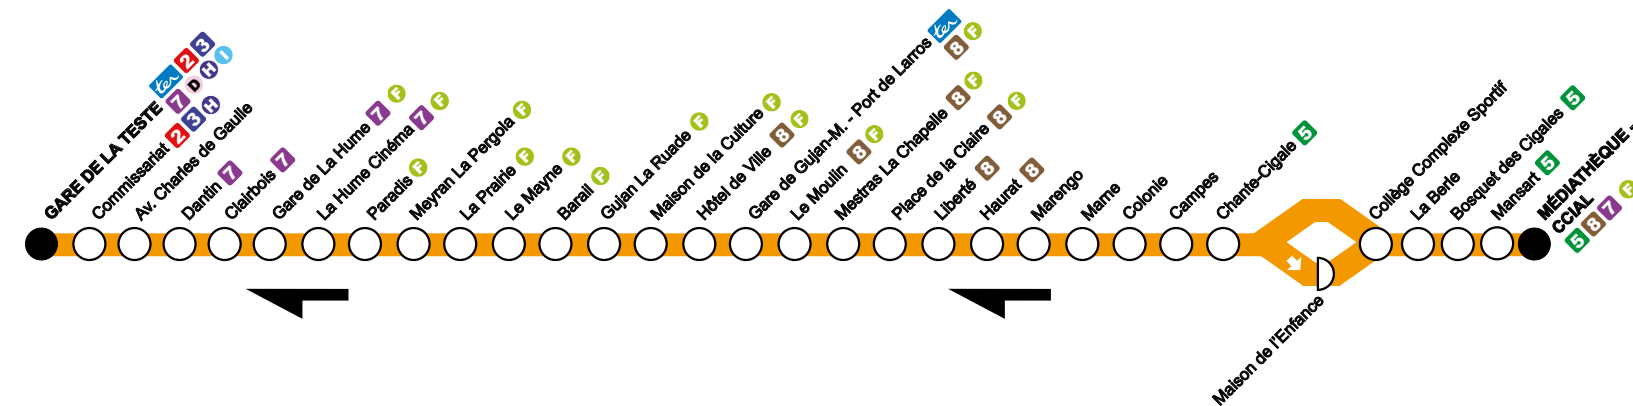 GARE DE LA TESTE ter 2 3 7 D H I
Commissariat 2 3 H
Av. Charles de Gaulle
Dantin 7
Clairbois 7
Gare de La Hume 7 F
La Hume Cinéma 7 F
Paradis F
Meyran La Pergola F
La Prairie F
Le Mayne F
Barail F
Gujan La Ruade F
Maison de la Culture F
Hôtel de Ville 8 F
Gare de Gujan-M. - Port de Larros ter 8 F
Le Moulin 8 F
Mestras La Chapelle 8 F
Place de la Claire 8 F
Liberté 8
Haurat 8
Marengo
Marne
Colonie
Campes
Chante-Cigale 5
Maison de l'Enfance
Collège Complexe Sportif
La Berle
Bosquet des Cigales 5
Mansart 5
MÉDIATHÈQUE -
CCIAL
5 8 7 F